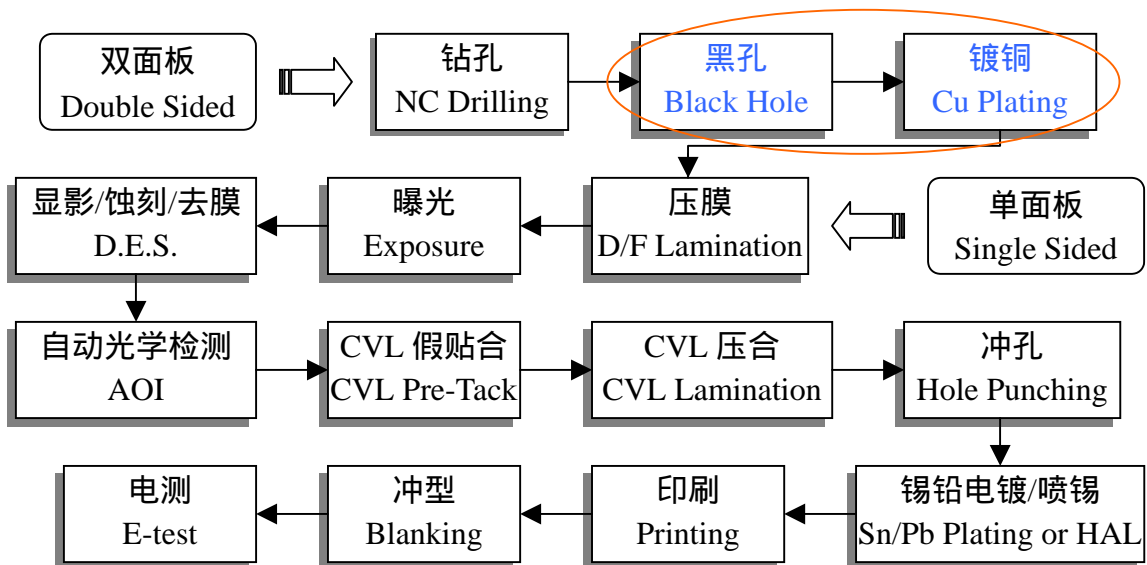 双面板
Double Sided
钻孔
NC Drilling
黑孔
Black Hole
镀铜
Cu Plating
显影/蚀刻/去膜
D.E.S.
曝光
Exposure
压膜
D/F Lamination
单面板
Single Sided
自动光学检测
AOI
CVL 假贴合
CVL Pre-Tack
CVL 压合
CVL Lamination
冲孔
Hole Punching
电测
E-test
冲型
Blanking
印刷
Printing
锡铅电镀/喷锡
Sn/Pb Plating or HAL